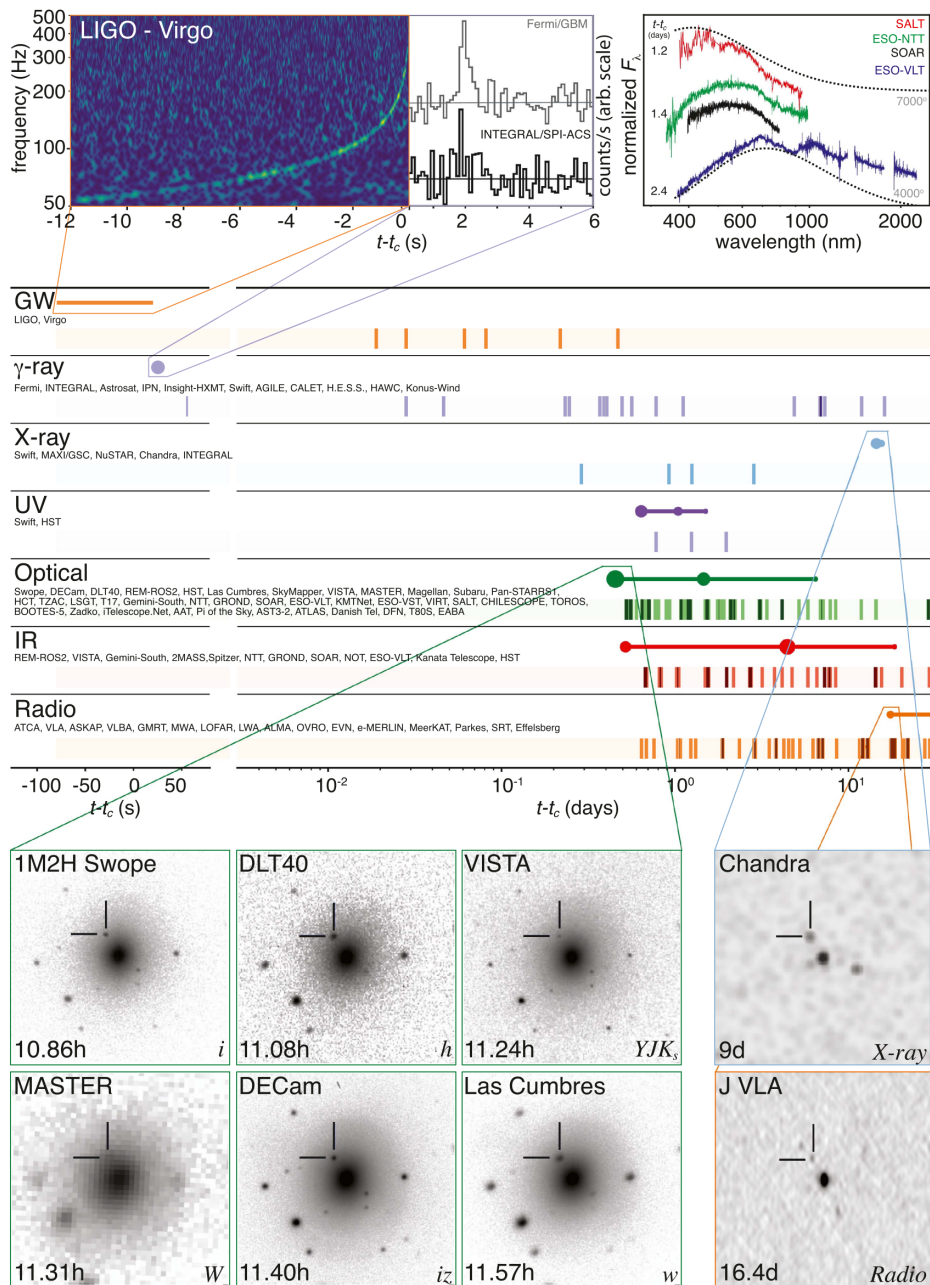 LIGO - Virgo
frequency (Hz)
500
400
300
200
100
50
-12 -10 -8 -6 -4 -2 0 2 4 6
t-tc (s)
Fermi/GBM
INTEGRAL/SPI-ACS
counts/s (arb. scale)
normalized Fλ
t-tc
(days)
1.2
1.4
2.4
SALT
ESO-NTT
SOAR
ESO-VLT
7000°
4000°
400 600 1000 2000
wavelength (nm)
GW
LIGO, Virgo
γ-ray
Fermi, INTEGRAL, Astrosat, IPN, Insight-HXMT, Swift, AGILE, CALET, H.E.S.S., HAWC, Konus-Wind
X-ray
Swift, MAXI/GSC, NuSTAR, Chandra, INTEGRAL
UV
Swift, HST
Optical
Swope, DECam, DLT40, REM-ROS2, HST, Las Cumbres, SkyMapper, VISTA, MASTER, Magellan, Subaru, Pan-STARRS1,
HCT, TZAC, LSGT, T17, Gemini-South, NTT, GROND, SOAR, ESO-VLT, KMTNet, ESO-VST, VIRT, SALT, CHILESCOPE, TOROS,
BOOTES-5, Zadko, iTelescope.Net, AAT, Pi of the Sky, AST3-2, ATLAS, Danish Tel, DFN, T80S, EABA
IR
REM-ROS2, VISTA, Gemini-South, 2MASS,Spitzer, NTT, GROND, SOAR, NOT, ESO-VLT, Kanata Telescope, HST
Radio
ATCA, VLA, ASKAP, VLBA, GMRT, MWA, LOFAR, LWA, ALMA, OVRO, EVN, e-MERLIN, MeerKAT, Parkes, SRT, Effelsberg
-100 -50 0 50
t-tc (s)
10⁻² 10⁻¹ 10⁰ 10¹
t-tc (days)
1M2H Swope
10.86h
i
DLT40
11.08h
h
VISTA
11.24h
YJKs
Chandra
9d
X-ray
MASTER
11.31h
W
DECam
11.40h
iz
Las Cumbres
11.57h
w
J VLA
16.4d
Radio